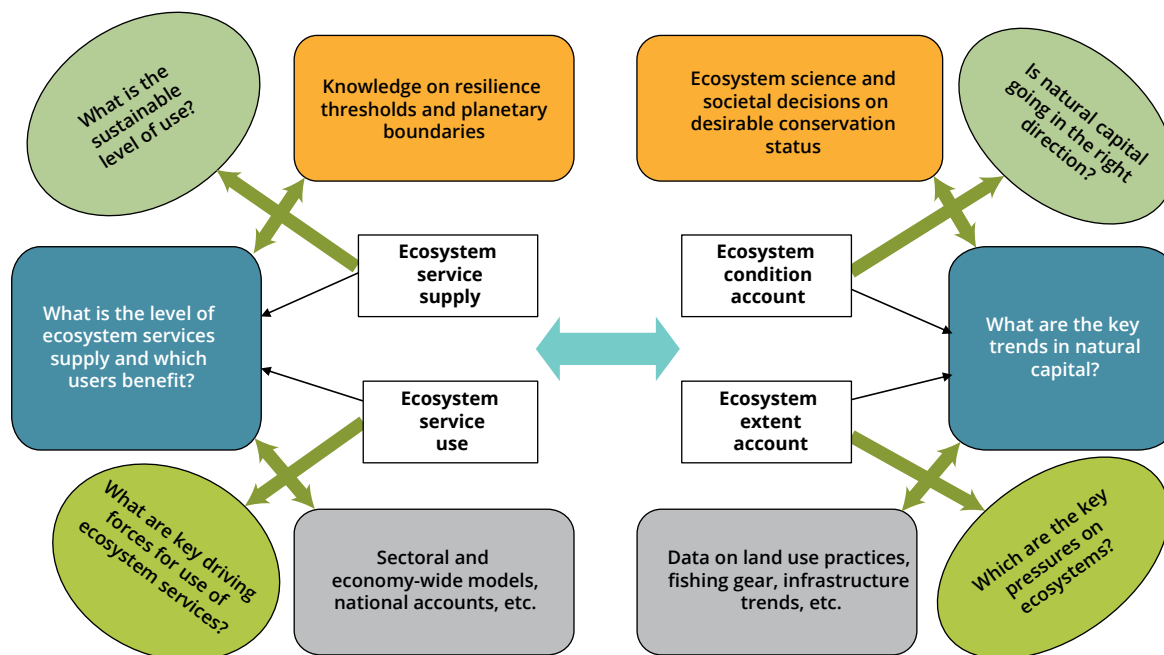 What is the
sustainable
level of use?
Knowledge on resilience
thresholds and planetary
boundaries
Ecosystem science and
societal decisions on
desirable conservation
status
Is natural capital
going in the right
direction?
Ecosystem
service
supply
Ecosystem
condition
account
What is the level of
ecosystem services
supply and which
users benefit?
What are the key
trends in natural
capital?
Ecosystem
service
use
Ecosystem
extent
account
What are key driving
forces for use of
ecosystem services?
Sectoral and
economy-wide models,
national accounts, etc.
Data on land use practices,
fishing gear, infrastructure
trends, etc.
Which are the key
pressures on
ecosystems?